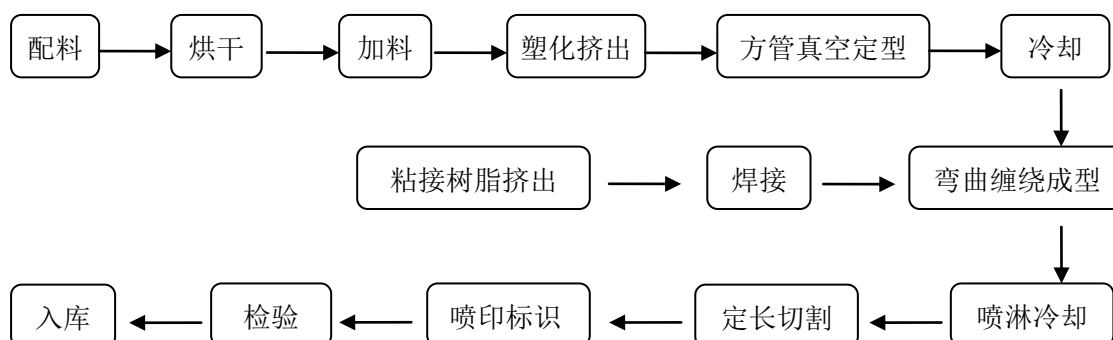 配料 烘干 加料 塑化挤出 方管真空定型 冷却
粘接树脂挤出 焊接 弯曲缠绕成型
入库 检验 喷印标识 定长切割 喷淋冷却